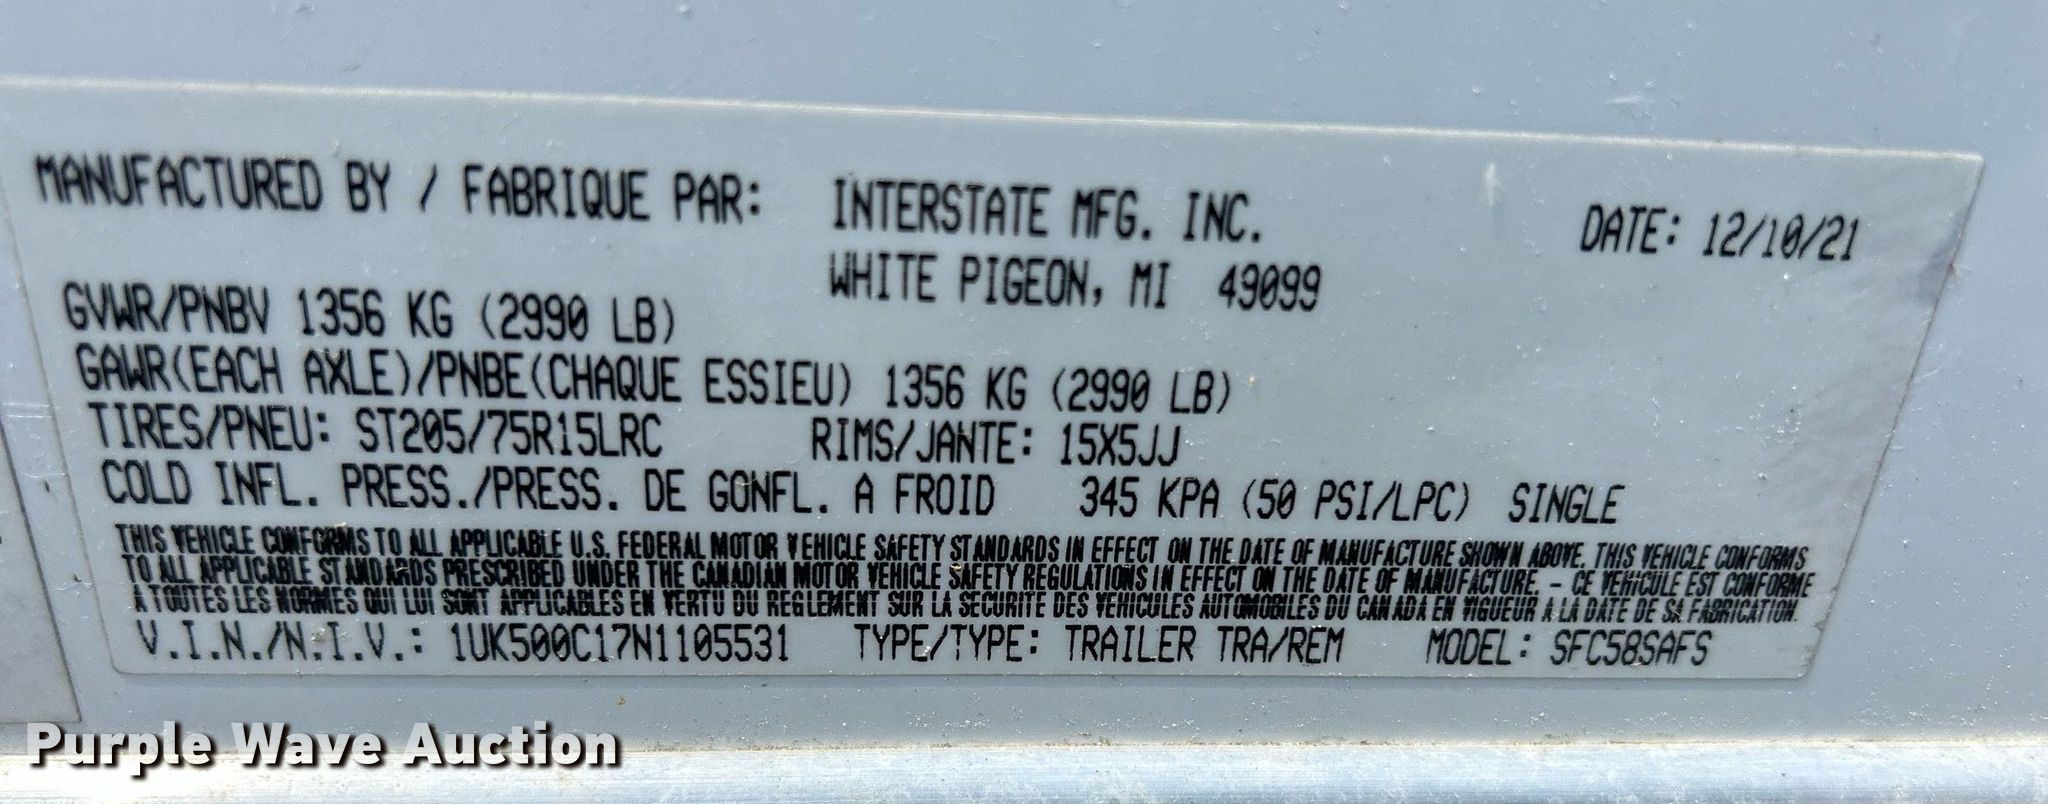 MANUFACTURED BY / FABRIQUE PAR: INTERSTATE MFG. INC. DATE: 12/10/21
WHITE PIGEON, MI 49099
GVWR/PNBV 1356 KG (2990 LB)
GAWR(EACH AXLE)/PNBE(CHAQUE ESSIEU) 1356 KG (2990 LB)
TIRES/PNEU: ST205/75R15LRC RIMS/JANTE: 15X5JJ
COLD INFL. PRESS./PRESS. DE GONFL. A FROID 345 KPA (50 PSI/LPC) SINGLE
THIS VEHICLE CONFORMS TO ALL APPLICABLE U.S. FEDERAL MOTOR VEHICLE SAFETY STANDARDS IN EFFECT ON THE DATE OF MANUFACTURE SHOWN ABOVE. THIS VEHICLE CONFORMS
TO ALL APPLICABLE STANDARDS PRESCRIBED UNDER THE CANADIAN MOTOR VEHICLE SAFETY REGULATIONS IN EFFECT ON THE DATE OF MANUFACTURE. - CE VEHICULE EST CONFORME
A TOUTES LES NORMES QUI LUI SONT APPLICABLES EN VERTU DU REGLEMENT SUR LA SECURITE DES VEHICULES AUTOMOBILES DU CANADA EN VIGUEUR A LA DATE DE SA FABRICATION.
V.I.N./N.I.V.: 1UK500C17N1105531 TYPE/TYPE: TRAILER TRA/REM MODEL: SFC58SAFS
Purple Wave Auction